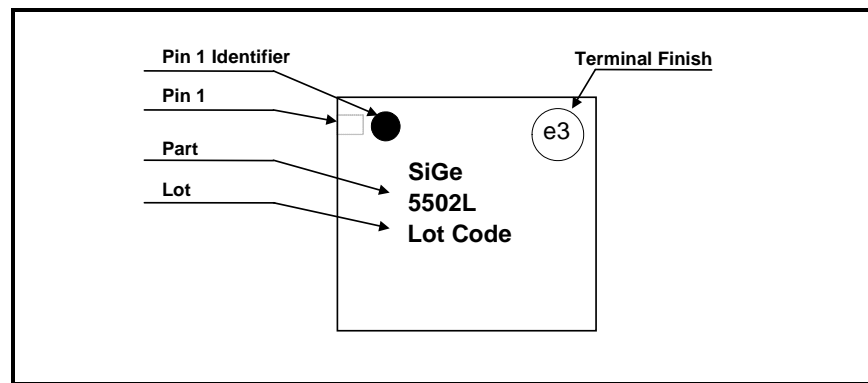 Pin 1 Identifier
Terminal Finish
Pin 1
e3
Part
SiGe
Lot
5502L
Lot Code